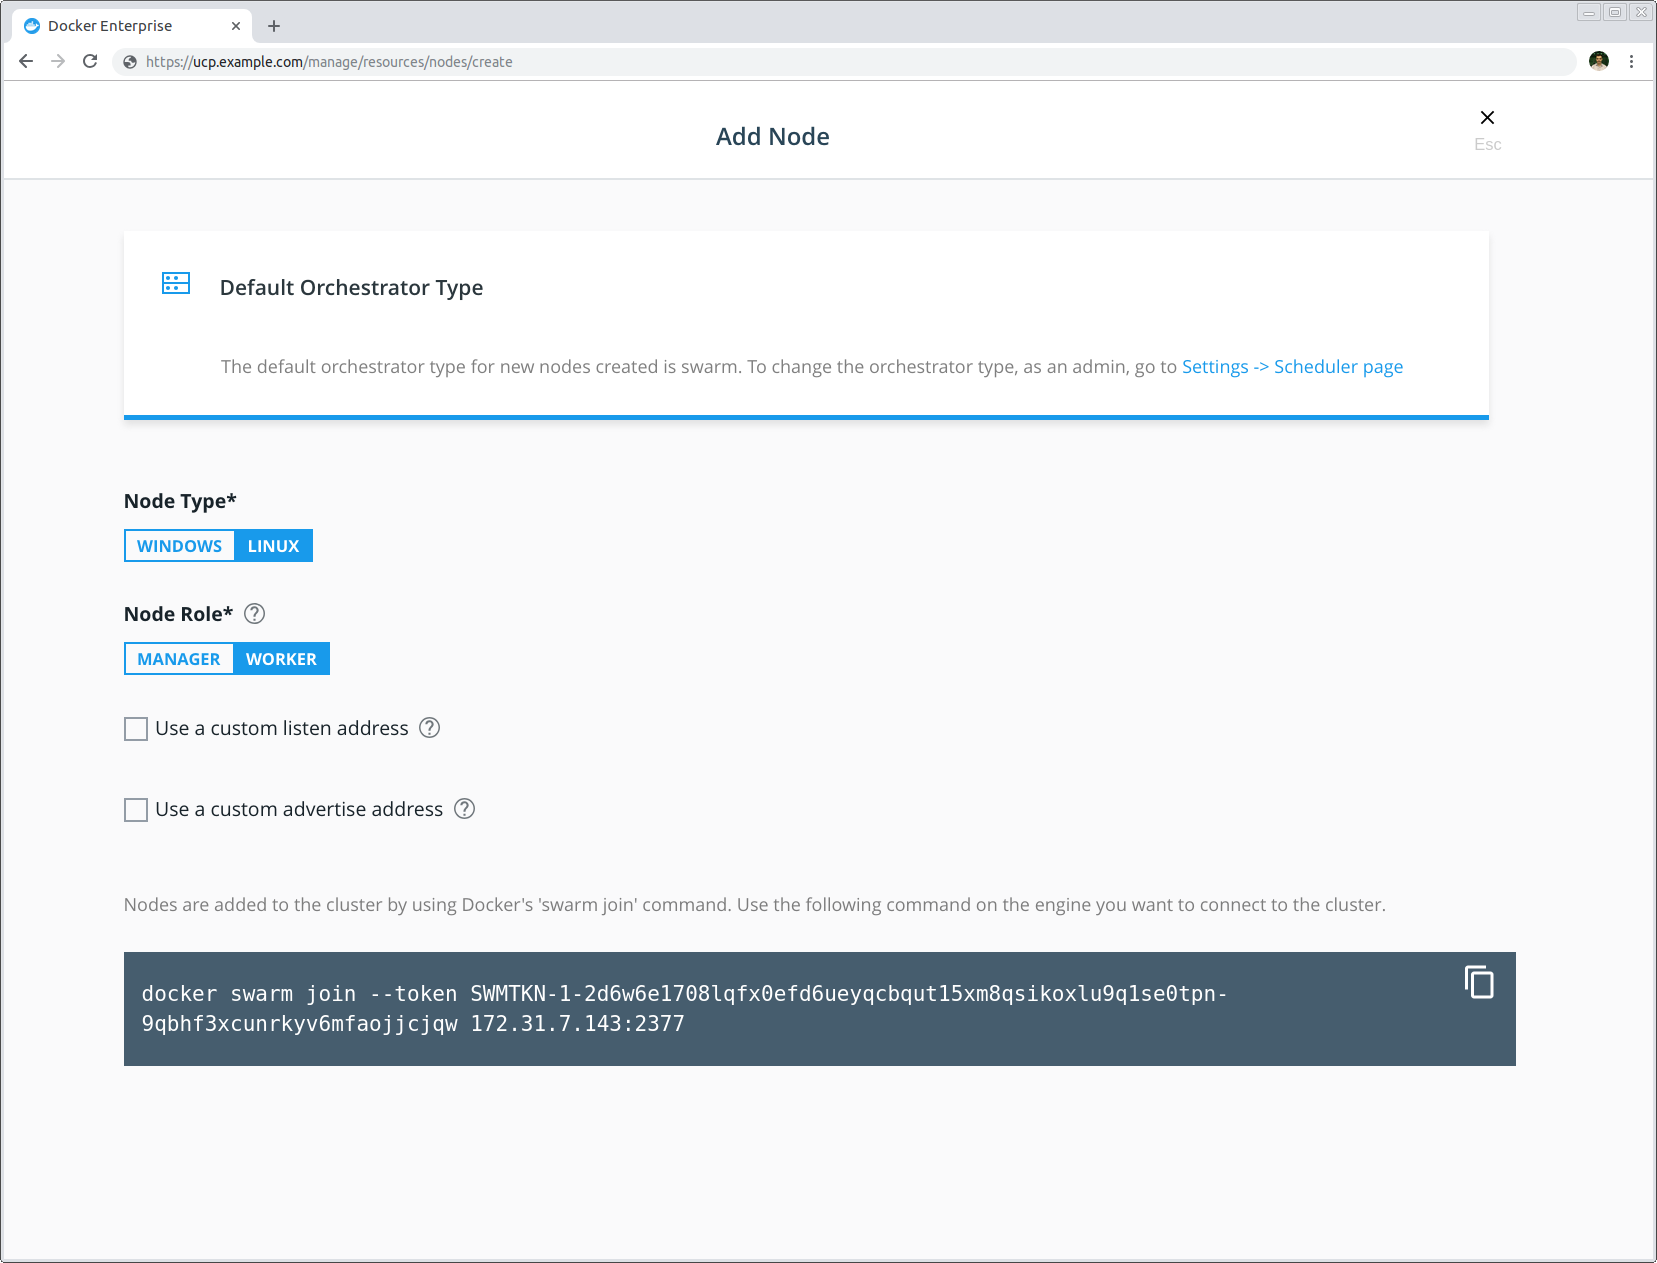 Docker Enterprise
https://ucp.example.com/manage/resources/nodes/create
Add Node
Esc
Default Orchestrator Type
The default orchestrator type for new nodes created is swarm. To change the orchestrator type, as an admin, go to Settings -> Scheduler page
Node Type*
WINDOWS LINUX
Node Role* ?
MANAGER WORKER
Use a custom listen address ?
Use a custom advertise address ?
Nodes are added to the cluster by using Docker's 'swarm join' command. Use the following command on the engine you want to connect to the cluster.
docker swarm join --token SWMTKN-1-2d6w6e1708lqfx0efd6ueyqcbqut15xm8qsikoxlu9q1se0tpn-
9qbhf3xcunrkyv6mfaojjcjqw 172.31.7.143:2377